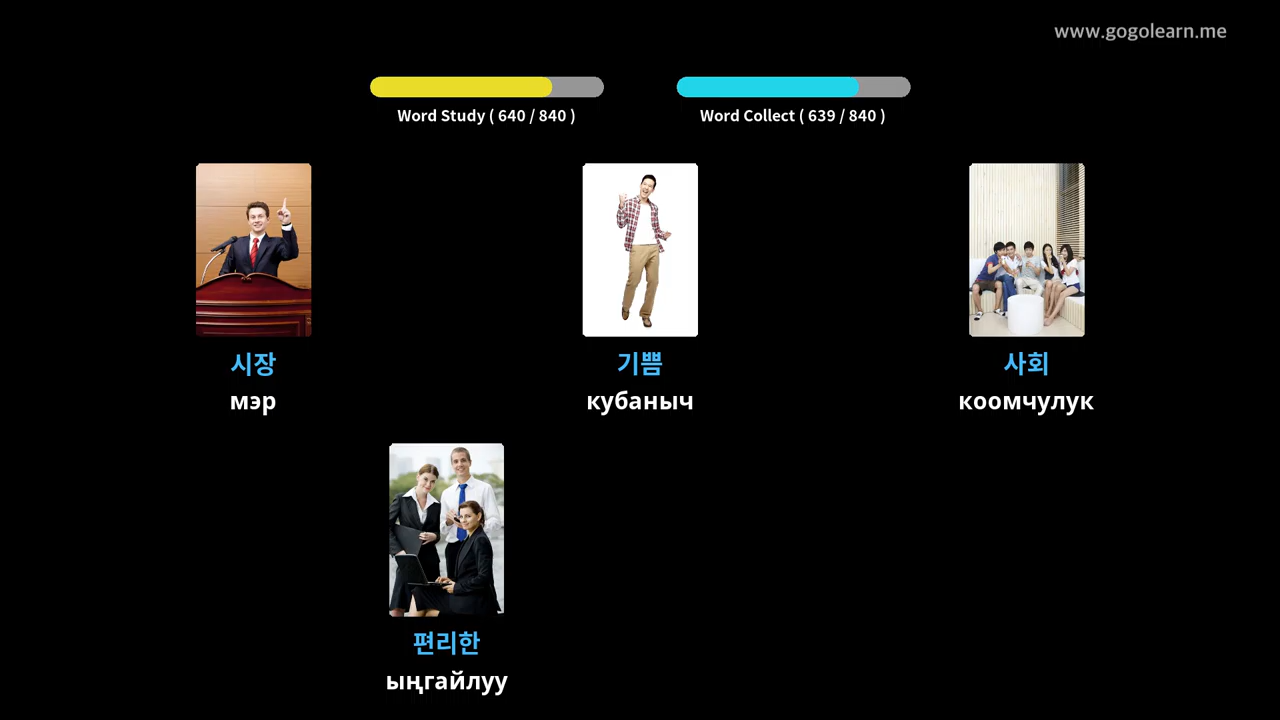 www.gogolearn.me
Word Study ( 640 / 840 )
Word Collect ( 639 / 840 )
시장
мэр
기쁨
кубаныч
사회
коомчулук
편리한
ыңгайлуу